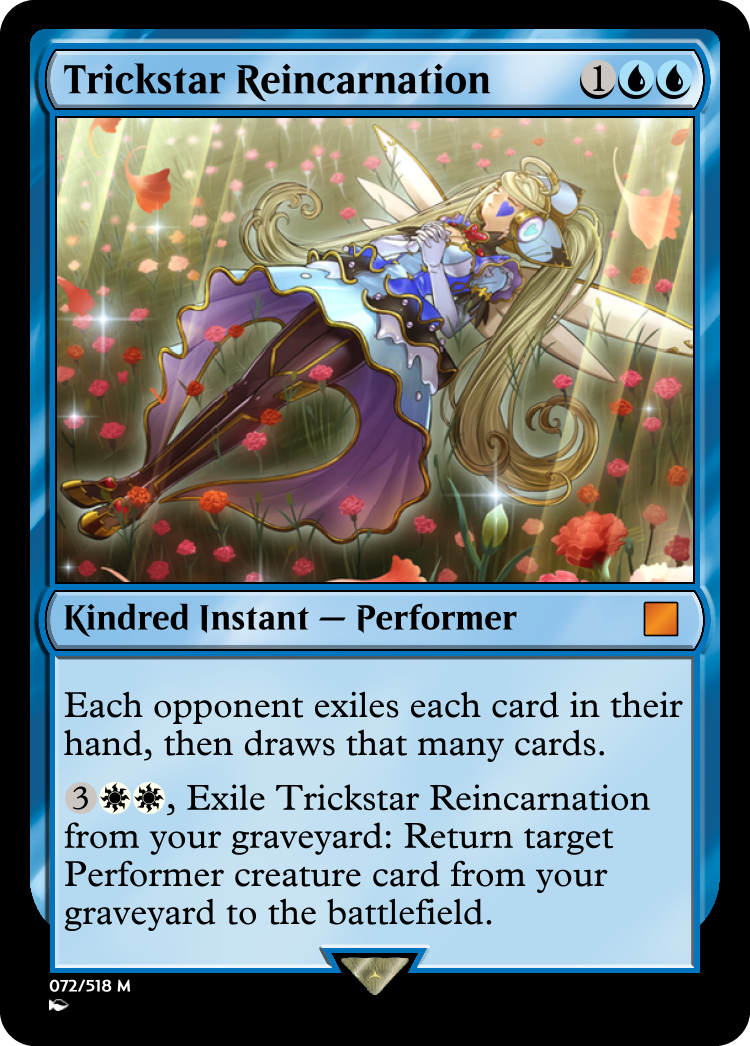 Trickstar Reincarnation 1
Kindred Instant — Performer
Each opponent exiles each card in their
hand, then draws that many cards.
3, Exile Trickstar Reincarnation
from your graveyard: Return target
Performer creature card from your
graveyard to the battlefield.
072/518 M